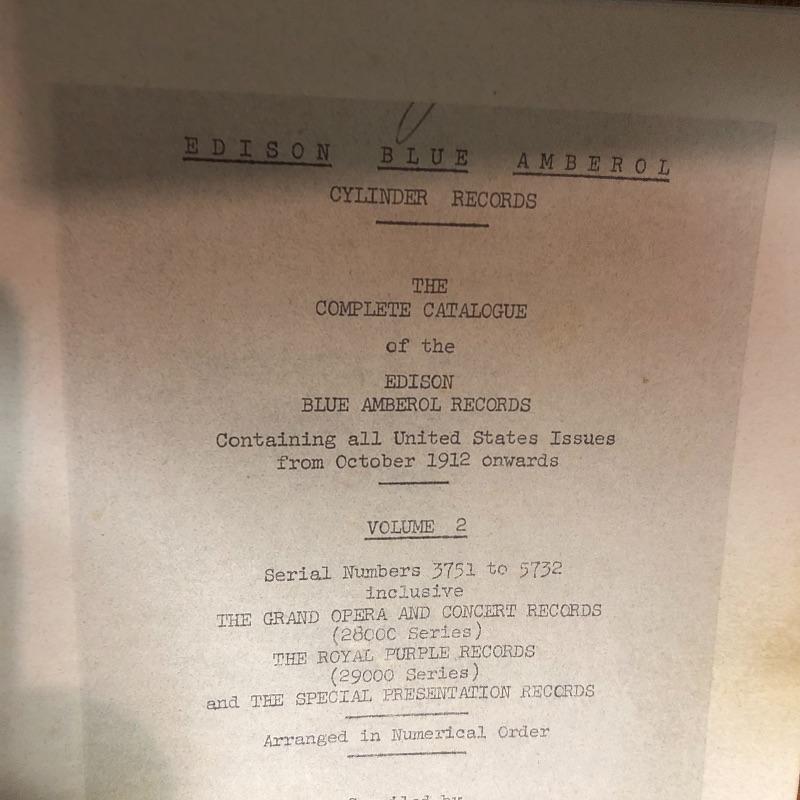 EDISON BLUE AMBEROL
CYLINDER RECORDS
THE
COMPLETE CATALOGUE
of the
EDISON
BLUE AMBEROL RECORDS
Containing all United States Issues
from October 1912 onwards
VOLUME 2
Serial Numbers 3751 to 5732
inclusive
THE GRAND OPERA AND CONCERT RECORDS
(28000 Series)
THE ROYAL PURPLE RECORDS
(29000 Series)
and THE SPECIAL PRESENTATION RECORDS
Arranged in Numerical Order